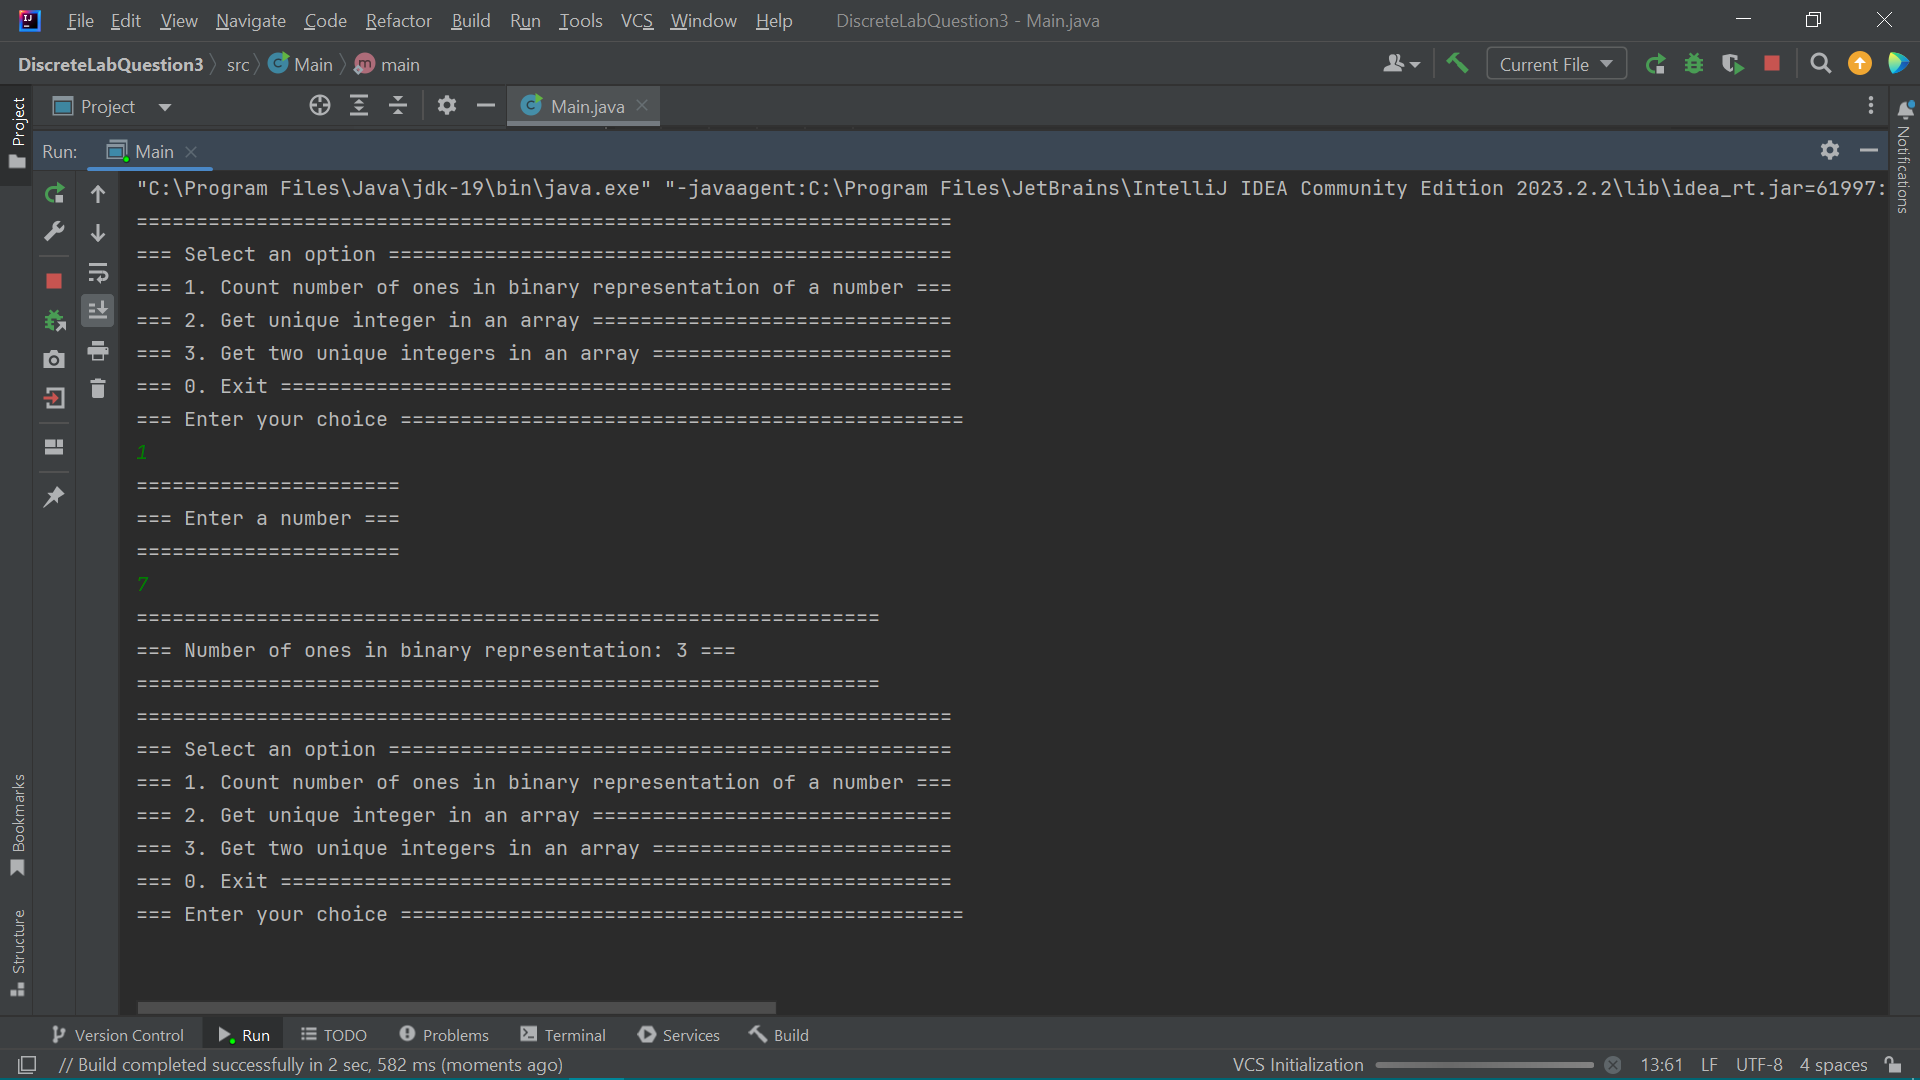 File Edit View Navigate Code Refactor Build Run Tools VCS Window Help DiscreteLabQuestion3 - Main.java
DiscreteLabQuestion3 src Main main Current File
Project Main.java
Run: Main
"C:\Program Files\Java\jdk-19\bin\java.exe" "-javaagent:C:\Program Files\JetBrains\IntelliJ IDEA Community Edition 2023.2.2\lib\idea_rt.jar=61997:
====================================================================
=== Select an option ===============================================
=== 1. Count number of ones in binary representation of a number ===
=== 2. Get unique integer in an array ==============================
=== 3. Get two unique integers in an array =========================
=== 0. Exit ========================================================
=== Enter your choice ===============================================
1
======================
=== Enter a number ===
======================
7
==============================================================
=== Number of ones in binary representation: 3 ===
==============================================================
====================================================================
=== Select an option ===============================================
=== 1. Count number of ones in binary representation of a number ===
=== 2. Get unique integer in an array ==============================
=== 3. Get two unique integers in an array =========================
=== 0. Exit ========================================================
=== Enter your choice ===============================================
Project
Bookmarks
Structure
Notifications
Version Control Run TODO Problems Terminal Services Build
// Build completed successfully in 2 sec, 582 ms (moments ago) VCS Initialization 13:61 LF UTF-8 4 spaces